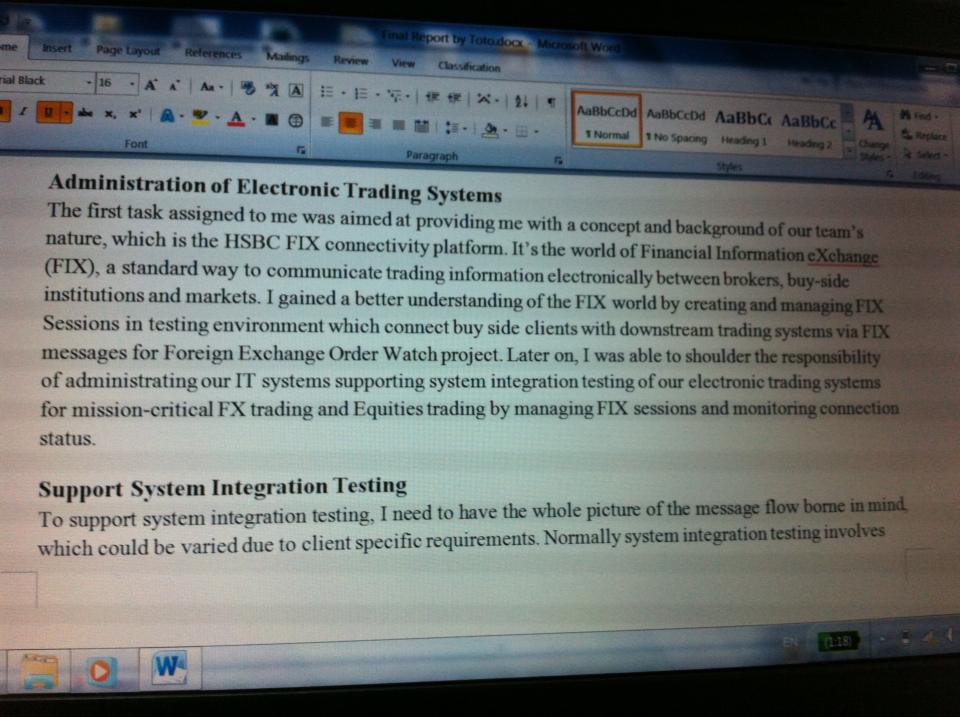 Final Report by Toto.docx - Microsoft Word
Insert Page Layout References Mailings Review View Classification
ial Black 16 A A Aa A
I U abc x₂ x² A A
AaBbCcDd AaBbCcDd AaBbCc AaBbCc
¶ Normal ¶ No Spacing Heading 1 Heading 2
Change Styles
Find
Replace
Select
Font Paragraph Styles Editing
Administration of Electronic Trading Systems
The first task assigned to me was aimed at providing me with a concept and background of our team's
nature, which is the HSBC FIX connectivity platform. It's the world of Financial Information eXchange
(FIX), a standard way to communicate trading information electronically between brokers, buy-side
institutions and markets. I gained a better understanding of the FIX world by creating and managing FIX
Sessions in testing environment which connect buy side clients with downstream trading systems via FIX
messages for Foreign Exchange Order Watch project. Later on, I was able to shoulder the responsibility
of administrating our IT systems supporting system integration testing of our electronic trading systems
for mission-critical FX trading and Equities trading by managing FIX sessions and monitoring connection
status.
Support System Integration Testing
To support system integration testing, I need to have the whole picture of the message flow borne in mind,
which could be varied due to client specific requirements. Normally system integration testing involves
EN (1:18)
W